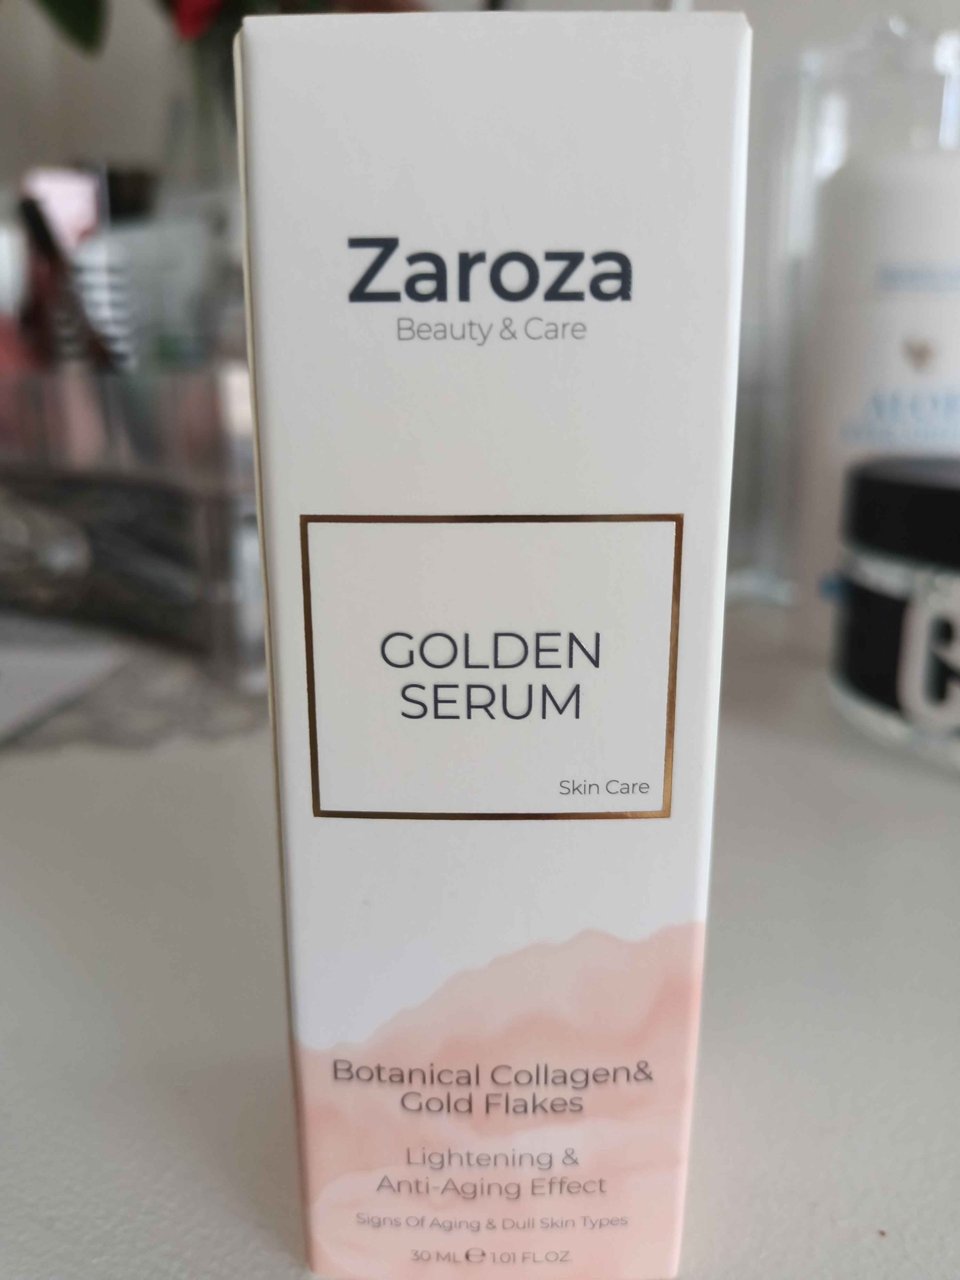 Zaroza
Beauty & Care
GOLDEN
SERUM
Skin Care
Botanical Collagen&
Gold Flakes
Lightening &
Anti-Aging Effect
Signs Of Aging & Dull Skin Types
30 ML ℮ 1.01 FL.OZ.
ALOE